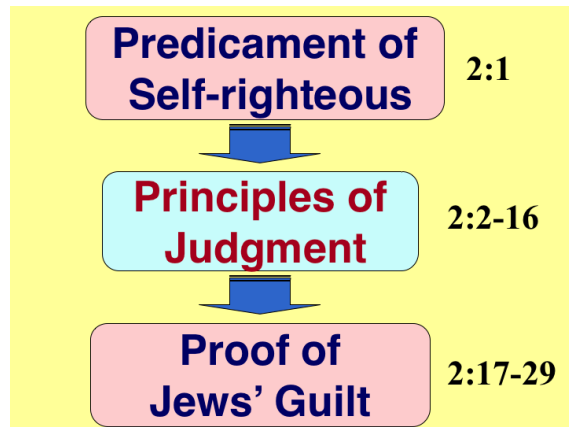 Predicament of
Self-righteous
2:1
Principles of
Judgment
2:2-16
Proof of
Jews’ Guilt
2:17-29